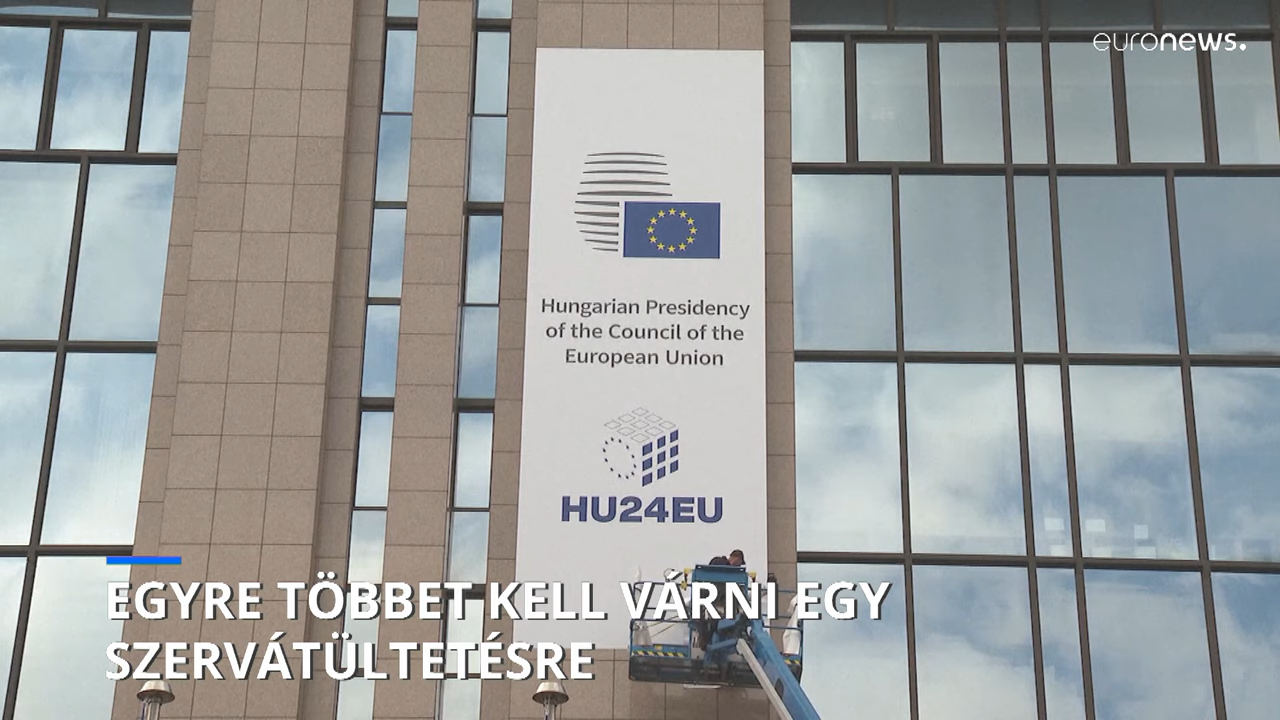 euronews.
Hungarian Presidency
of the Council of the
European Union
HU24EU
EGYRE TÖBBET KELL VÁRNI EGY
SZERVÁTÜLTETÉSRE